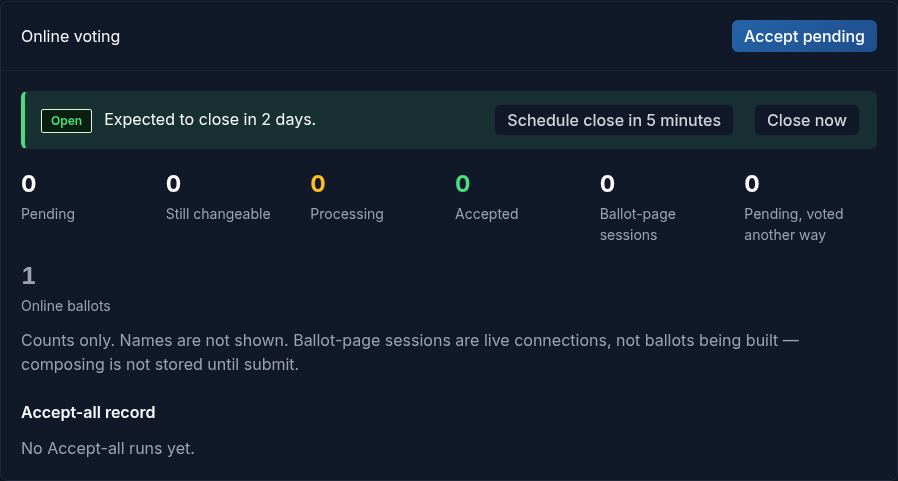 Online voting
Accept pending
Open
Expected to close in 2 days.
Schedule close in 5 minutes
Close now
0
Pending
0
Still changeable
0
Processing
0
Accepted
0
Ballot-page
sessions
0
Pending, voted
another way
1
Online ballots
Counts only. Names are not shown. Ballot-page sessions are live connections, not ballots being built —
composing is not stored until submit.
Accept-all record
No Accept-all runs yet.